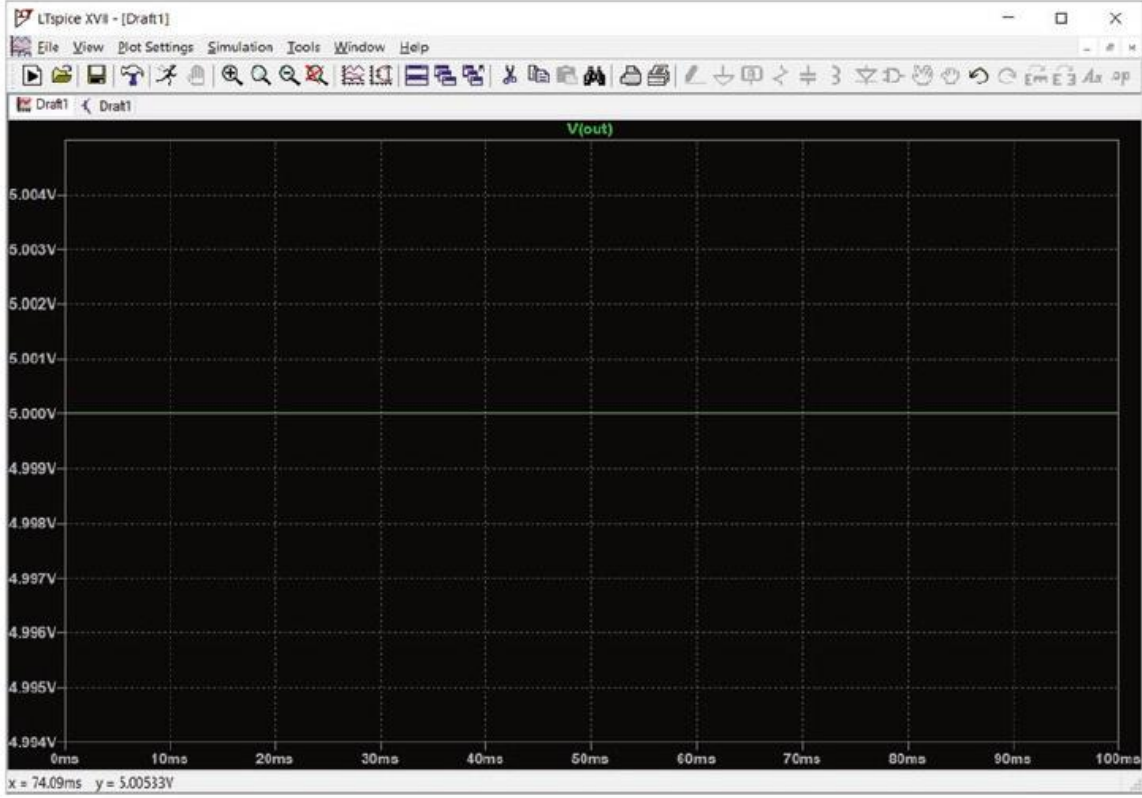 LTspice XVII - [Draft1]
File View Plot Settings Simulation Tools Window Help
Draft1 Draft1
V(out)
5.004V
5.003V
5.002V
5.001V
5.000V
4.999V
4.998V
4.997V
4.996V
4.995V
4.994V
0ms 10ms 20ms 30ms 40ms 50ms 60ms 70ms 80ms 90ms 100ms
x = 74.09ms y = 5.00533V